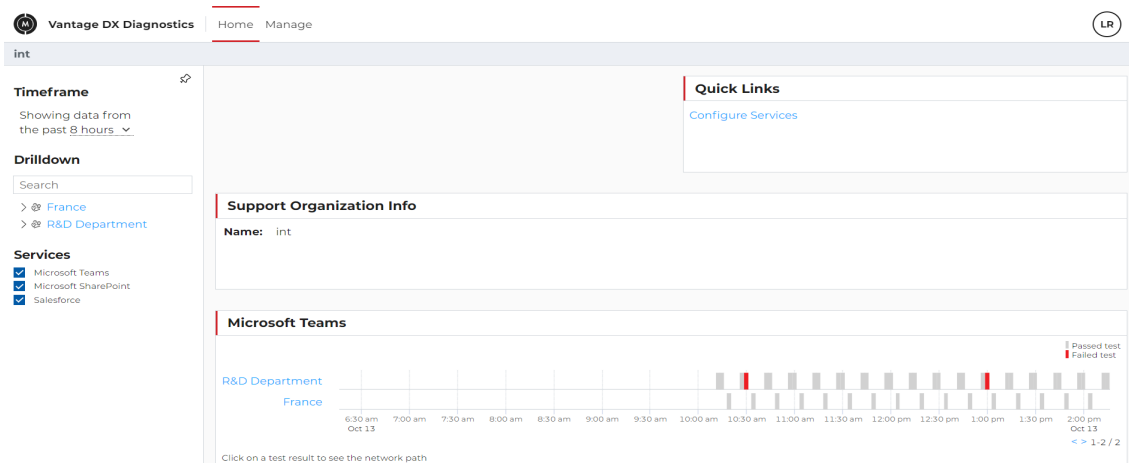 M Vantage DX Diagnostics Home Manage LR
int
Timeframe
Showing data from
the past 8 hours
Drilldown
Search
France
R&D Department
Services
Microsoft Teams
Microsoft SharePoint
Salesforce
Quick Links
Configure Services
Support Organization Info
Name: int
Microsoft Teams
Passed test
Failed test
R&D Department
France
6:30 am 7:00 am 7:30 am 8:00 am 8:30 am 9:00 am 9:30 am 10:00 am 10:30 am 11:00 am 11:30 am 12:00 pm 12:30 pm 1:00 pm 1:30 pm 2:00 pm
Oct 13 Oct 13
< > 1-2 / 2
Click on a test result to see the network path